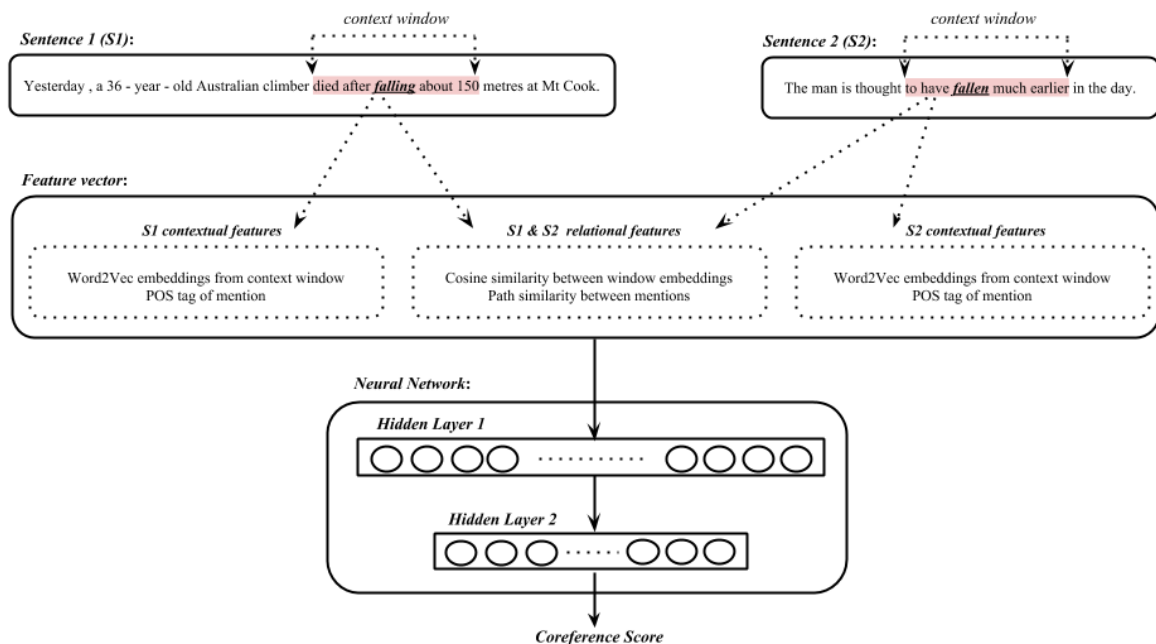 context window
context window
Sentence 1 (S1):
Sentence 2 (S2):
Yesterday , a 36 - year - old Australian climber died after falling about 150 metres at Mt Cook.
The man is thought to have fallen much earlier in the day.
Feature vector:
S1 contextual features
Word2Vec embeddings from context window
POS tag of mention
S1 & S2 relational features
Cosine similarity between window embeddings
Path similarity between mentions
S2 contextual features
Word2Vec embeddings from context window
POS tag of mention
Neural Network:
Hidden Layer 1
Hidden Layer 2
Coreference Score